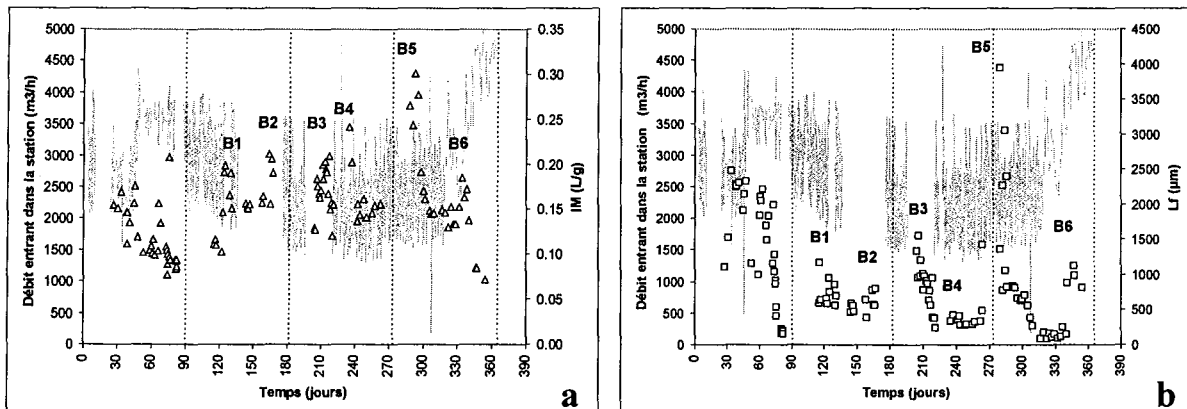 5000
4500
4000
3500
3000
2500
2000
1500
1000
500
0
Débit entrant dans la station (m3/h)
0.35
0.30
0.25
0.20
0.15
0.10
0.05
0.00
IM (L/g)
B1
B2
B3
B4
B5
B6
0 30 60 90 120 150 180 210 240 270 300 330 360 390
Temps (jours)
a
5000
4500
4000
3500
3000
2500
2000
1500
1000
500
0
Débit entrant dans la station (m3/h)
4500
4000
3500
3000
2500
2000
1500
1000
500
0
Lf (µm)
B1
B2
B3
B4
B5
B6
0 30 60 90 120 150 180 210 240 270 300 330 360 390
Temps (jours)
b